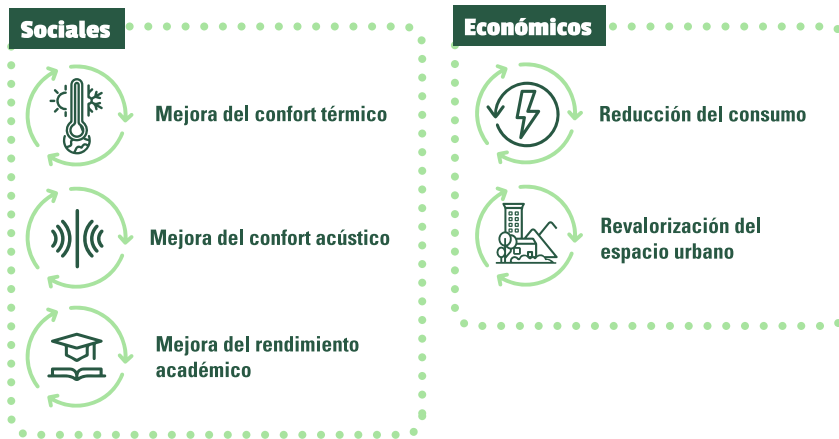 Sociales
Mejora del confort térmico
Mejora del confort acústico
Mejora del rendimiento
académico
Económicos
Reducción del consumo
Revalorización del
espacio urbano